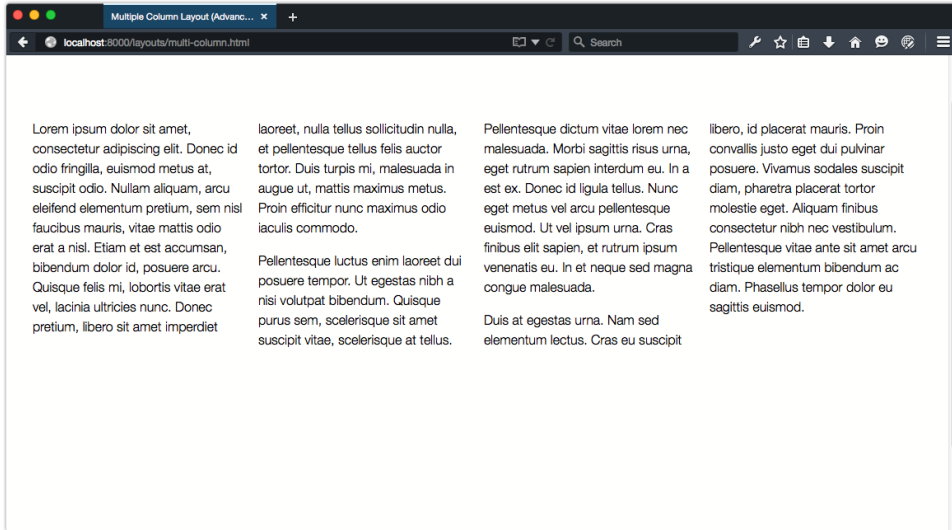 Multiple Column Layout (Advanc...
localhost:8000/layouts/multi-column.html
Search
Lorem ipsum dolor sit amet,
consectetur adipiscing elit. Donec id
odio fringilla, euismod metus at,
suscipit odio. Nullam aliquam, arcu
eleifend elementum pretium, sem nisl
faucibus mauris, vitae mattis odio
erat a nisl. Etiam et est accumsan,
bibendum dolor id, posuere arcu.
Quisque felis mi, lobortis vitae erat
vel, lacinia ultricies nunc. Donec
pretium, libero sit amet imperdiet
laoreet, nulla tellus sollicitudin nulla,
et pellentesque tellus felis auctor
tortor. Duis turpis mi, malesuada in
augue ut, mattis maximus metus.
Proin efficitur nunc maximus odio
iaculis commodo.
Pellentesque luctus enim laoreet dui
posuere tempor. Ut egestas nibh a
nisi volutpat bibendum. Quisque
purus sem, scelerisque sit amet
suscipit vitae, scelerisque at tellus.
Pellentesque dictum vitae lorem nec
malesuada. Morbi sagittis risus urna,
eget rutrum sapien interdum eu. In a
est ex. Donec id ligula tellus. Nunc
eget metus vel arcu pellentesque
euismod. Ut vel ipsum urna. Cras
finibus elit sapien, et rutrum ipsum
venenatis eu. In et neque sed magna
congue malesuada.
Duis at egestas urna. Nam sed
elementum lectus. Cras eu suscipit
libero, id placerat mauris. Proin
convallis justo eget dui pulvinar
posuere. Vivamus sodales suscipit
diam, pharetra placerat tortor
molestie eget. Aliquam finibus
consectetur nibh nec vestibulum.
Pellentesque vitae ante sit amet arcu
tristique elementum bibendum ac
diam. Phasellus tempor dolor eu
sagittis euismod.